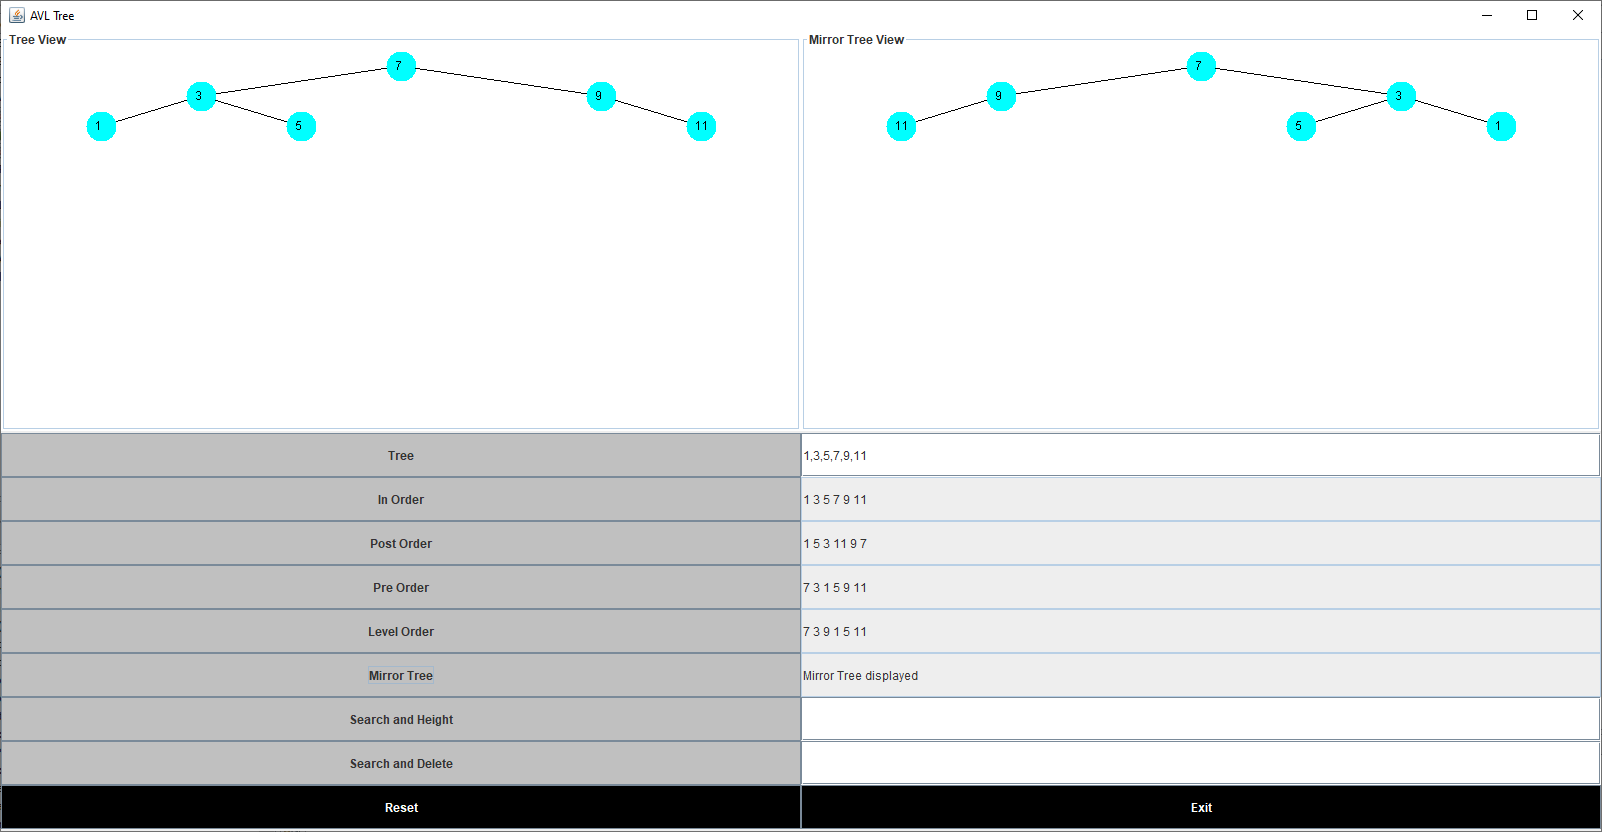 AVL Tree
Tree View
Mirror Tree View
7
3
9
1
5
11
7
9
3
11
5
1
Tree
1,3,5,7,9,11
In Order
1 3 5 7 9 11
Post Order
1 5 3 11 9 7
Pre Order
7 3 1 5 9 11
Level Order
7 3 9 1 5 11
Mirror Tree
Mirror Tree displayed
Search and Height
Search and Delete
Reset
Exit